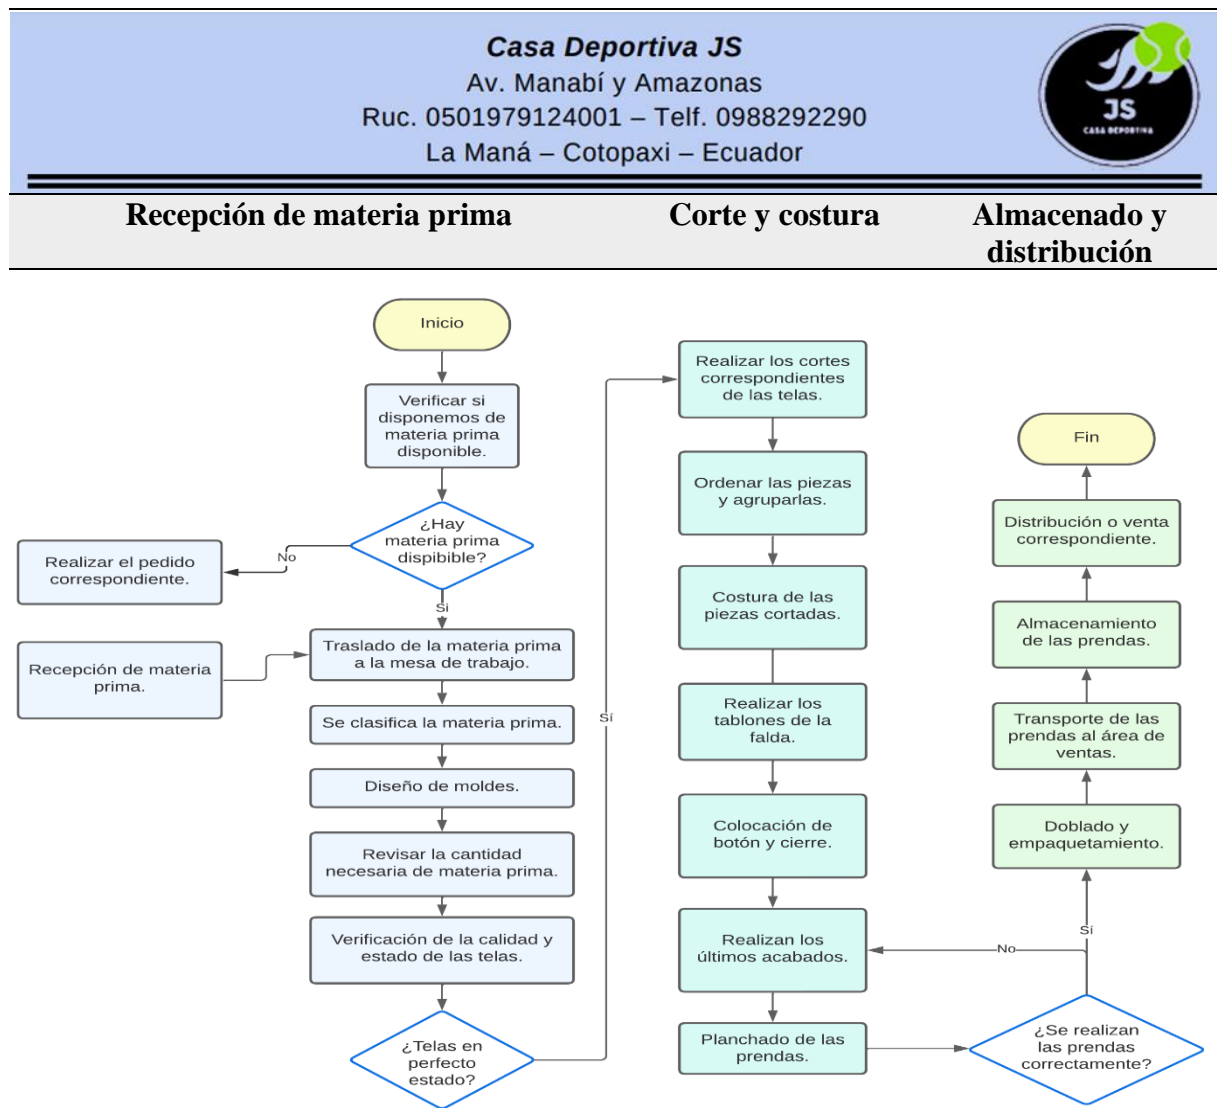 Casa Deportiva JS
Av. Manabí y Amazonas
Ruc. 0501979124001 – Telf. 0988292290
La Maná – Cotopaxi – Ecuador
JS
CASA DEPORTIVA
Recepción de materia prima
Corte y costura
Almacenado y
distribución
Inicio
Verificar si
disponemos de
materia prima
disponible.
¿Hay
materia prima
dispibible?
No
Realizar el pedido
correspondiente.
Sí
Recepción de materia
prima.
Traslado de la materia prima
a la mesa de trabajo.
Se clasifica la materia prima.
Diseño de moldes.
Revisar la cantidad
necesaria de materia prima.
Verificación de la calidad y
estado de las telas.
¿Telas en
perfecto
estado?
Sí
Realizar los cortes
correspondientes
de las telas.
Ordenar las piezas
y agruparlas.
Costura de las
piezas cortadas.
Realizar los
tablones de la
falda.
Colocación de
botón y cierre.
Realizan los
últimos acabados.
Planchado de las
prendas.
¿Se realizan
las prendas
correctamente?
No
Sí
Doblado y
empaquetamiento.
Transporte de las
prendas al área de
ventas.
Almacenamiento
de las prendas.
Distribución o venta
correspondiente.
Fin